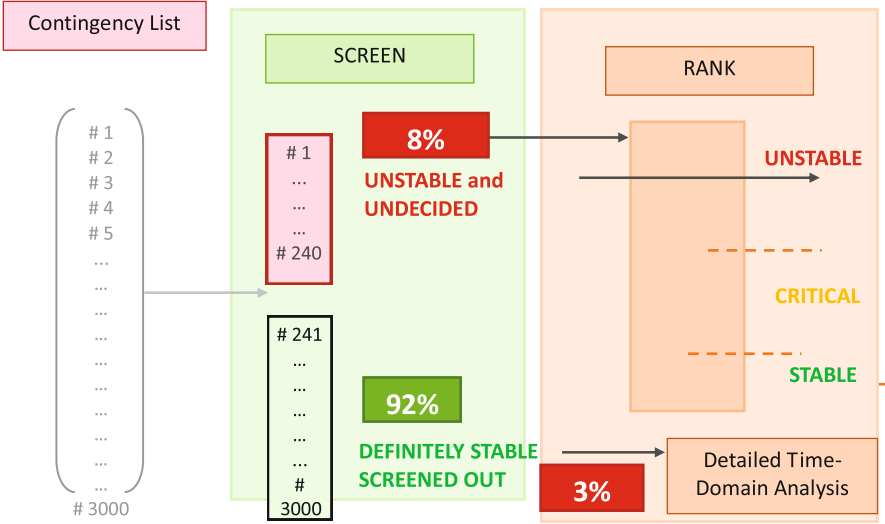 Contingency List
# 1
# 2
# 3
# 4
# 5
...
...
...
...
...
...
...
...
...
...
# 3000
SCREEN
# 1
...
...
...
# 240
8%
UNSTABLE and
UNDECIDED
# 241
...
...
...
...
...
#
3000
92%
DEFINITELY STABLE
SCREENED OUT
RANK
UNSTABLE
CRITICAL
STABLE
3%
Detailed Time-
Domain Analysis